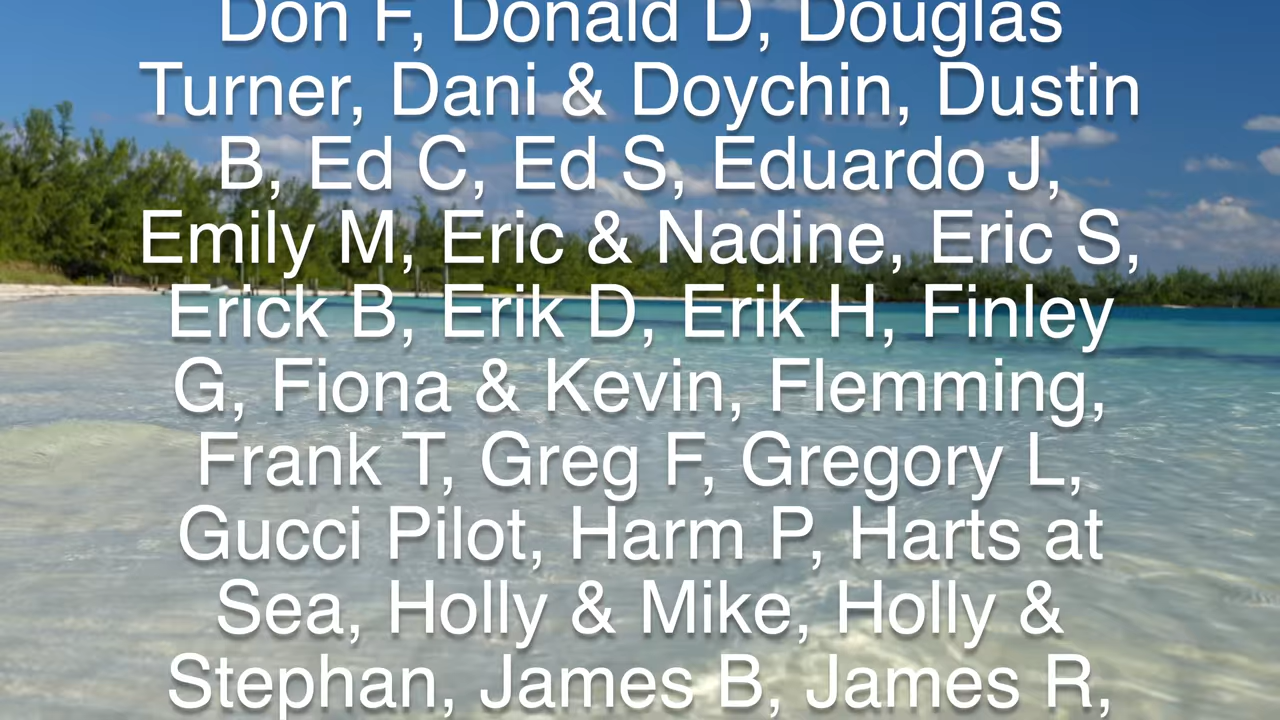 Don F, Donald D, Douglas
Turner, Dani & Doychin, Dustin
B, Ed C, Ed S, Eduardo J,
Emily M, Eric & Nadine, Eric S,
Erick B, Erik D, Erik H, Finley
G, Fiona & Kevin, Flemming,
Frank T, Greg F, Gregory L,
Gucci Pilot, Harm P, Harts at
Sea, Holly & Mike, Holly &
Stephan, James B, James R,